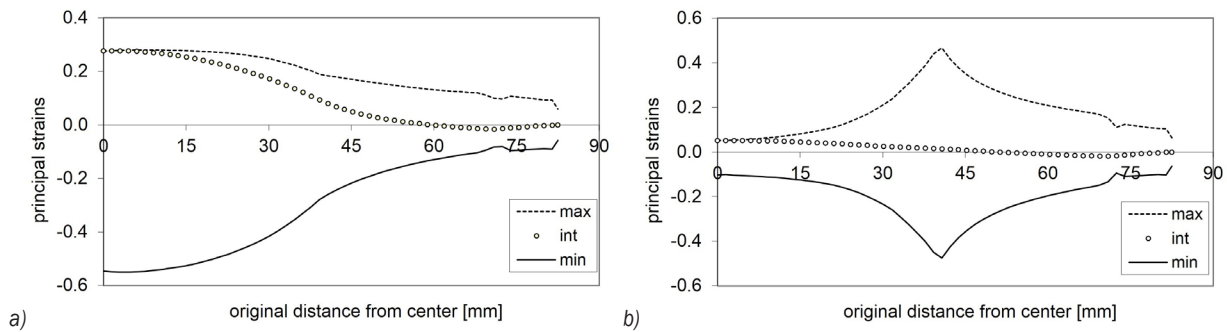 0.4
0.2
0.0
-0.2
-0.4
-0.6
0 15 30 45 60 75 90
principal strains
max
int
min
original distance from center [mm]
a)
0.6
0.4
0.2
0.0
-0.2
-0.4
-0.6
0 15 30 45 60 75 90
principal strains
max
int
min
original distance from center [mm]
b)